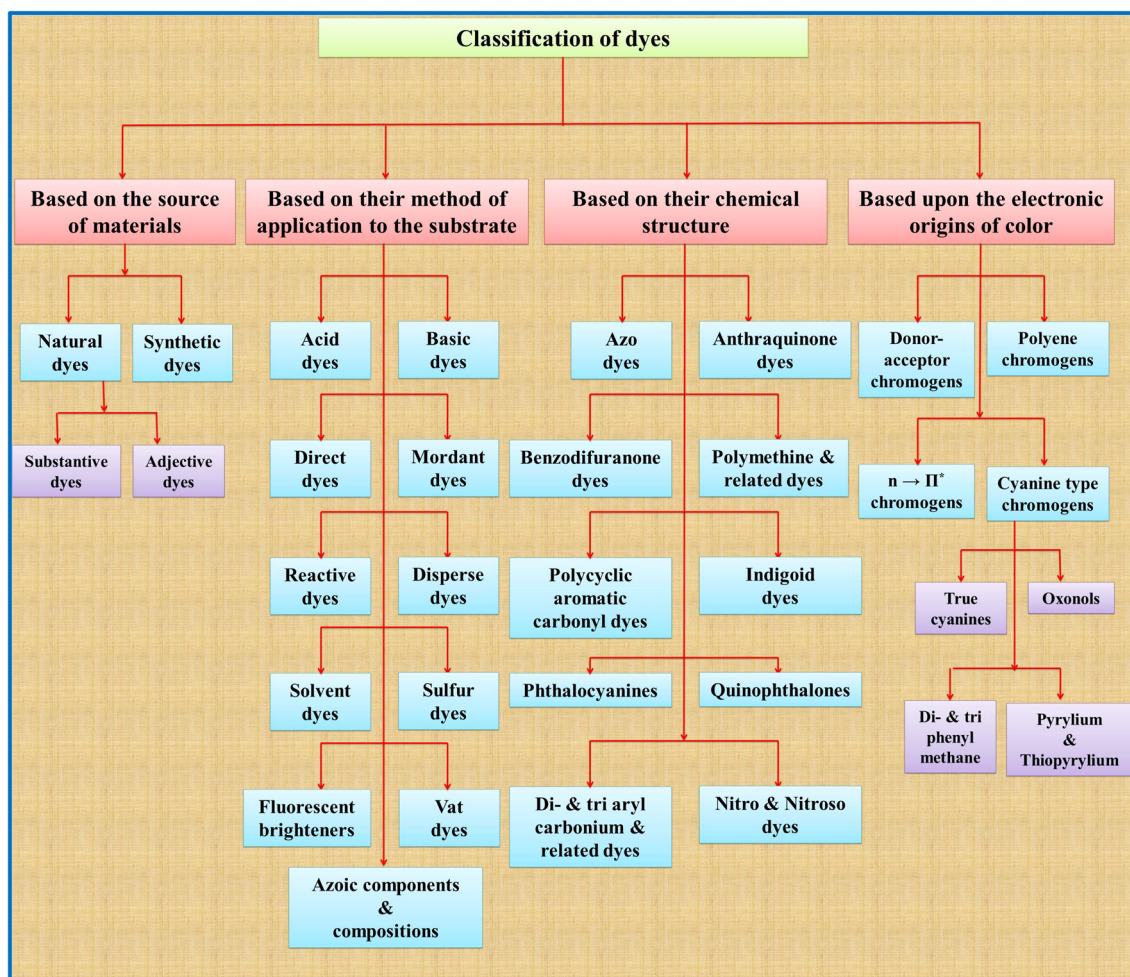 Classification of dyes
Based on the source
of materials
Based on their method of
application to the substrate
Based on their chemical
structure
Based upon the electronic
origins of color
Natural
dyes
Synthetic
dyes
Substantive
dyes
Adjective
dyes
Acid
dyes
Basic
dyes
Direct
dyes
Mordant
dyes
Reactive
dyes
Disperse
dyes
Solvent
dyes
Sulfur
dyes
Fluorescent
brighteners
Vat
dyes
Azoic components
&
compositions
Azo
dyes
Anthraquinone
dyes
Benzodifuranone
dyes
Polymethine &
related dyes
Polycyclic
aromatic
carbonyl dyes
Indigoid
dyes
Phthalocyanines
Quinophthalones
Di- & tri aryl
carbonium &
related dyes
Nitro & Nitroso
dyes
Donor-
acceptor
chromogens
Polyene
chromogens
n → Π*
chromogens
Cyanine type
chromogens
True
cyanines
Oxonols
Di- & tri
phenyl
methane
Pyrylium
&
Thiopyrylium